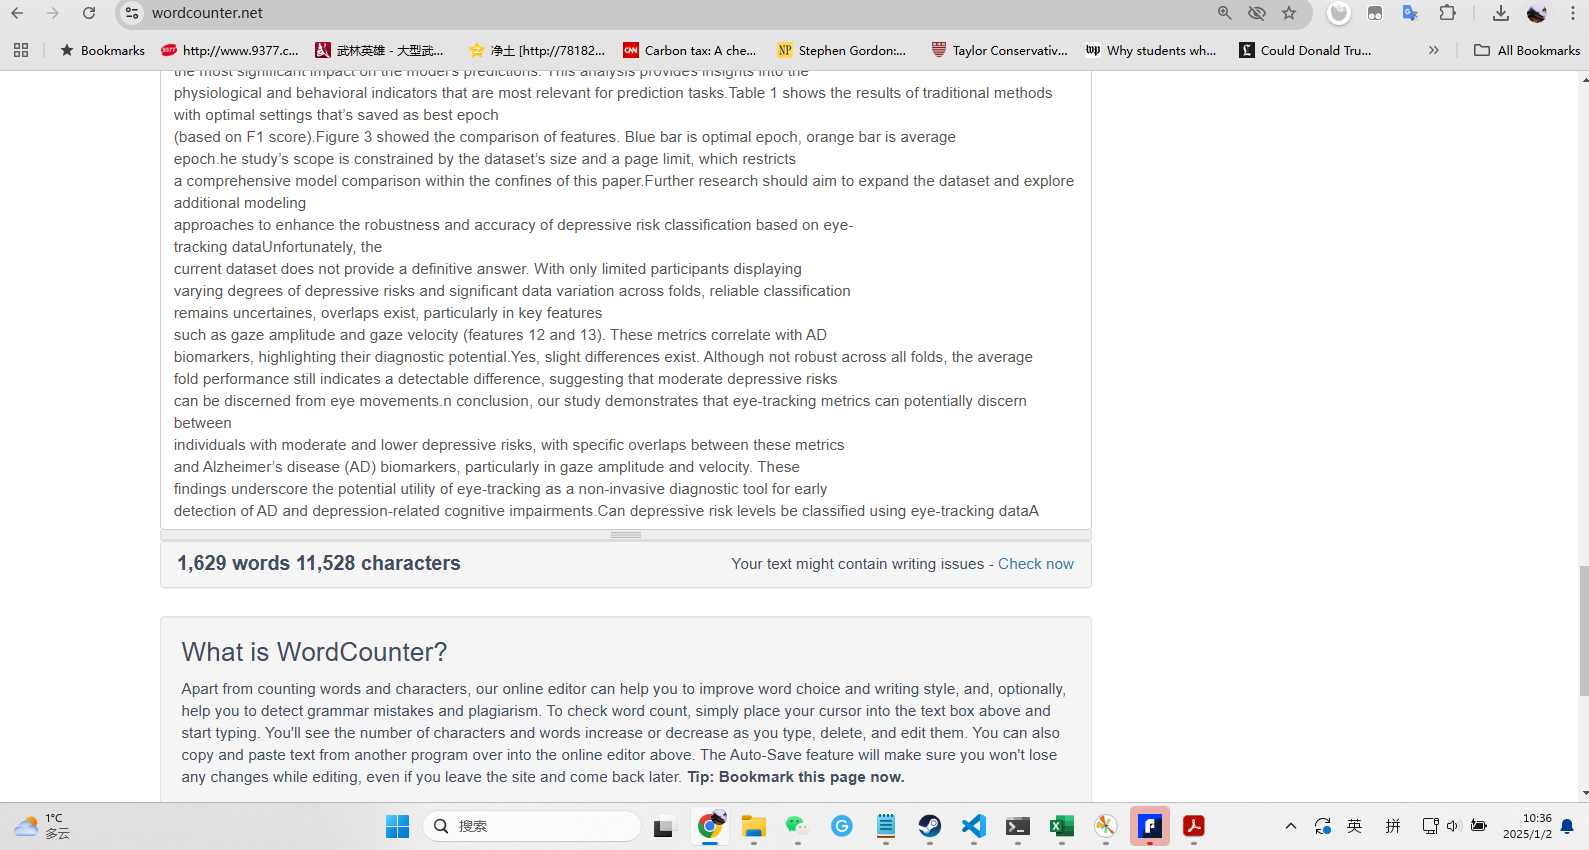 wordcounter.net
Bookmarks
http://www.9377.c...
武林英雄 - 大型武...
净土 [http://78182...
Carbon tax: A che...
Stephen Gordon:...
Taylor Conservativ...
Why students wh...
Could Donald Tru...
All Bookmarks
the most significant impact on the model's predictions. This analysis provides insights into the
physiological and behavioral indicators that are most relevant for prediction tasks.Table 1 shows the results of traditional methods
with optimal settings that's saved as best epoch
(based on F1 score).Figure 3 showed the comparison of features. Blue bar is optimal epoch, orange bar is average
epoch.he study's scope is constrained by the dataset's size and a page limit, which restricts
a comprehensive model comparison within the confines of this paper.Further research should aim to expand the dataset and explore
additional modeling
approaches to enhance the robustness and accuracy of depressive risk classification based on eye-
tracking dataUnfortunately, the
current dataset does not provide a definitive answer. With only limited participants displaying
varying degrees of depressive risks and significant data variation across folds, reliable classification
remains uncertaines, overlaps exist, particularly in key features
such as gaze amplitude and gaze velocity (features 12 and 13). These metrics correlate with AD
biomarkers, highlighting their diagnostic potential.Yes, slight differences exist. Although not robust across all folds, the average
fold performance still indicates a detectable difference, suggesting that moderate depressive risks
can be discerned from eye movements.n conclusion, our study demonstrates that eye-tracking metrics can potentially discern
between
individuals with moderate and lower depressive risks, with specific overlaps between these metrics
and Alzheimer's disease (AD) biomarkers, particularly in gaze amplitude and velocity. These
findings underscore the potential utility of eye-tracking as a non-invasive diagnostic tool for early
detection of AD and depression-related cognitive impairments.Can depressive risk levels be classified using eye-tracking dataA
1,629 words 11,528 characters
Your text might contain writing issues - Check now
What is WordCounter?
Apart from counting words and characters, our online editor can help you to improve word choice and writing style, and, optionally,
help you to detect grammar mistakes and plagiarism. To check word count, simply place your cursor into the text box above and
start typing. You'll see the number of characters and words increase or decrease as you type, delete, and edit them. You can also
copy and paste text from another program over into the online editor above. The Auto-Save feature will make sure you won't lose
any changes while editing, even if you leave the site and come back later. Tip: Bookmark this page now.
1°C
多云
搜索
英
拼
10:36
2025/1/2